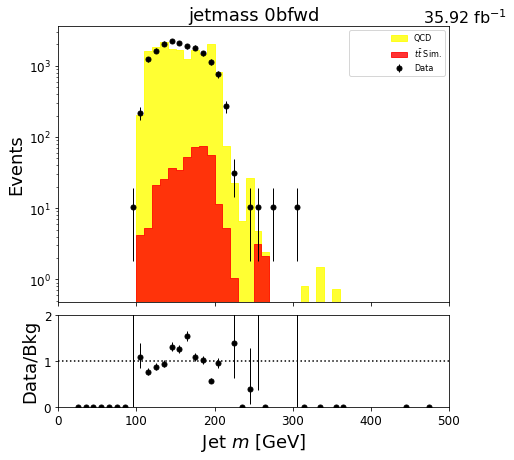 jetmass 0bfwd
35.92 fb⁻¹
QCD
tt̄ Sim.
Data
Events
10³
10²
10¹
10⁰
Data/Bkg
2
1
0
0 100 200 300 400 500
Jet m [GeV]